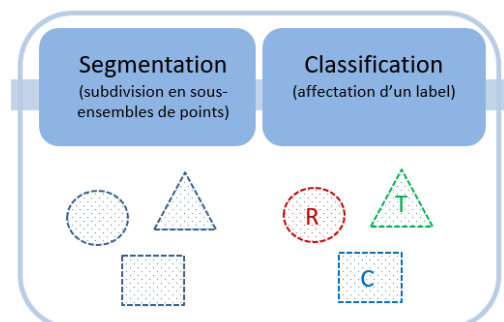 Segmentation
(subdivision en sous-
ensembles de points)
Classification
(affectation d'un label)
R
T
C